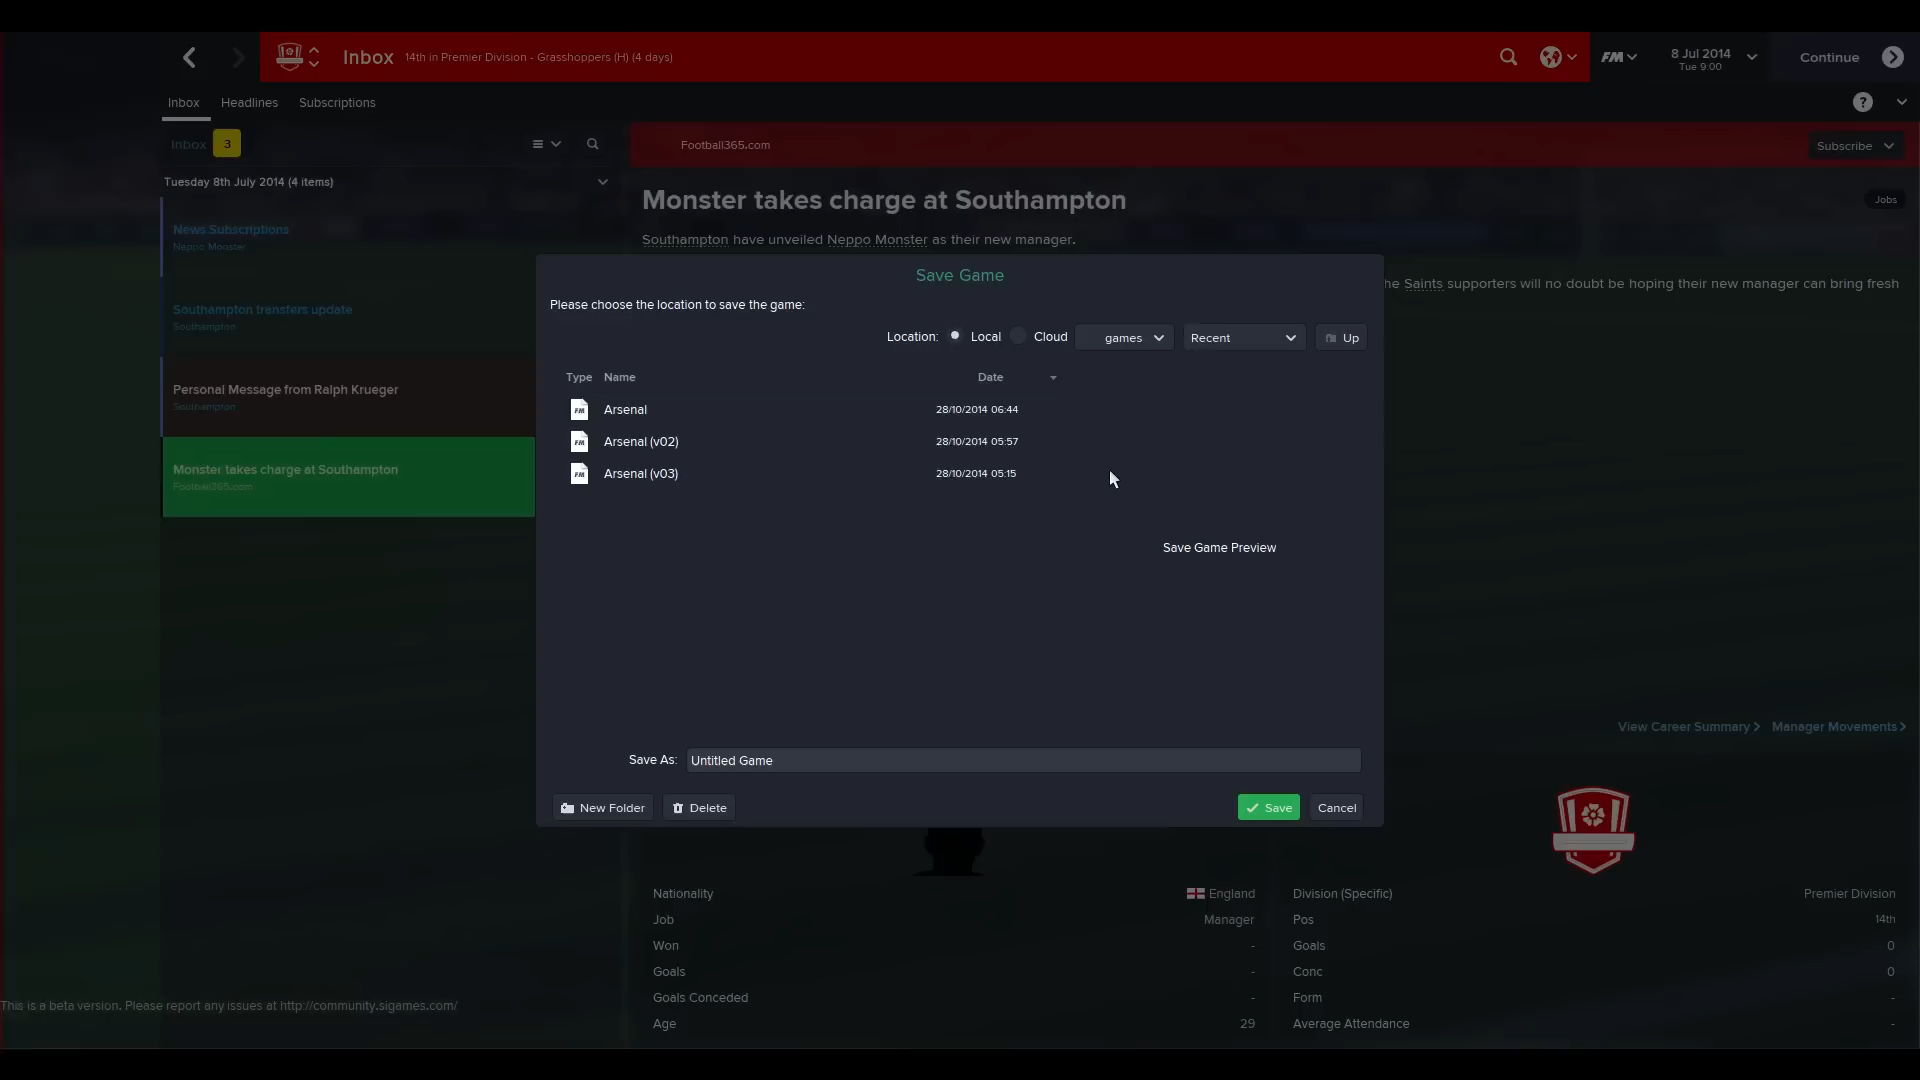 Inbox 14th in Premier Division - Grasshoppers (H) (4 days)
FM
8 Jul 2014
Tue 9:00
Continue
Inbox Headlines Subscriptions
?
Inbox 3
Football365.com
Subscribe
Tuesday 8th July 2014 (4 items)
News Subscriptions
Neppo Monster
Southampton transfers update
Southampton
Personal Message from Ralph Krueger
Southampton
Monster takes charge at Southampton
Football365.com
Monster takes charge at Southampton
Jobs
Southampton have unveiled Neppo Monster as their new manager.
he Saints supporters will no doubt be hoping their new manager can bring fresh
Save Game
Please choose the location to save the game:
Location: Local Cloud games Recent Up
Type Name Date
FM Arsenal 28/10/2014 06:44
FM Arsenal (v02) 28/10/2014 05:57
FM Arsenal (v03) 28/10/2014 05:15
Save Game Preview
Save As: Untitled Game
New Folder Delete Save Cancel
View Career Summary Manager Movements
Nationality England
Job Manager
Won -
Goals -
Goals Conceded -
Age 29
Division (Specific) Premier Division
Pos 14th
Goals 0
Conc 0
Form -
Average Attendance -
This is a beta version. Please report any issues at http://community.sigames.com/